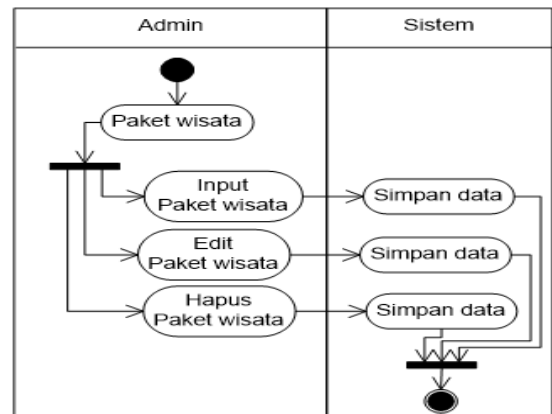 Admin
Sistem
Paket wisata
Input
Paket wisata
Simpan data
Edit
Paket wisata
Simpan data
Hapus
Paket wisata
Simpan data